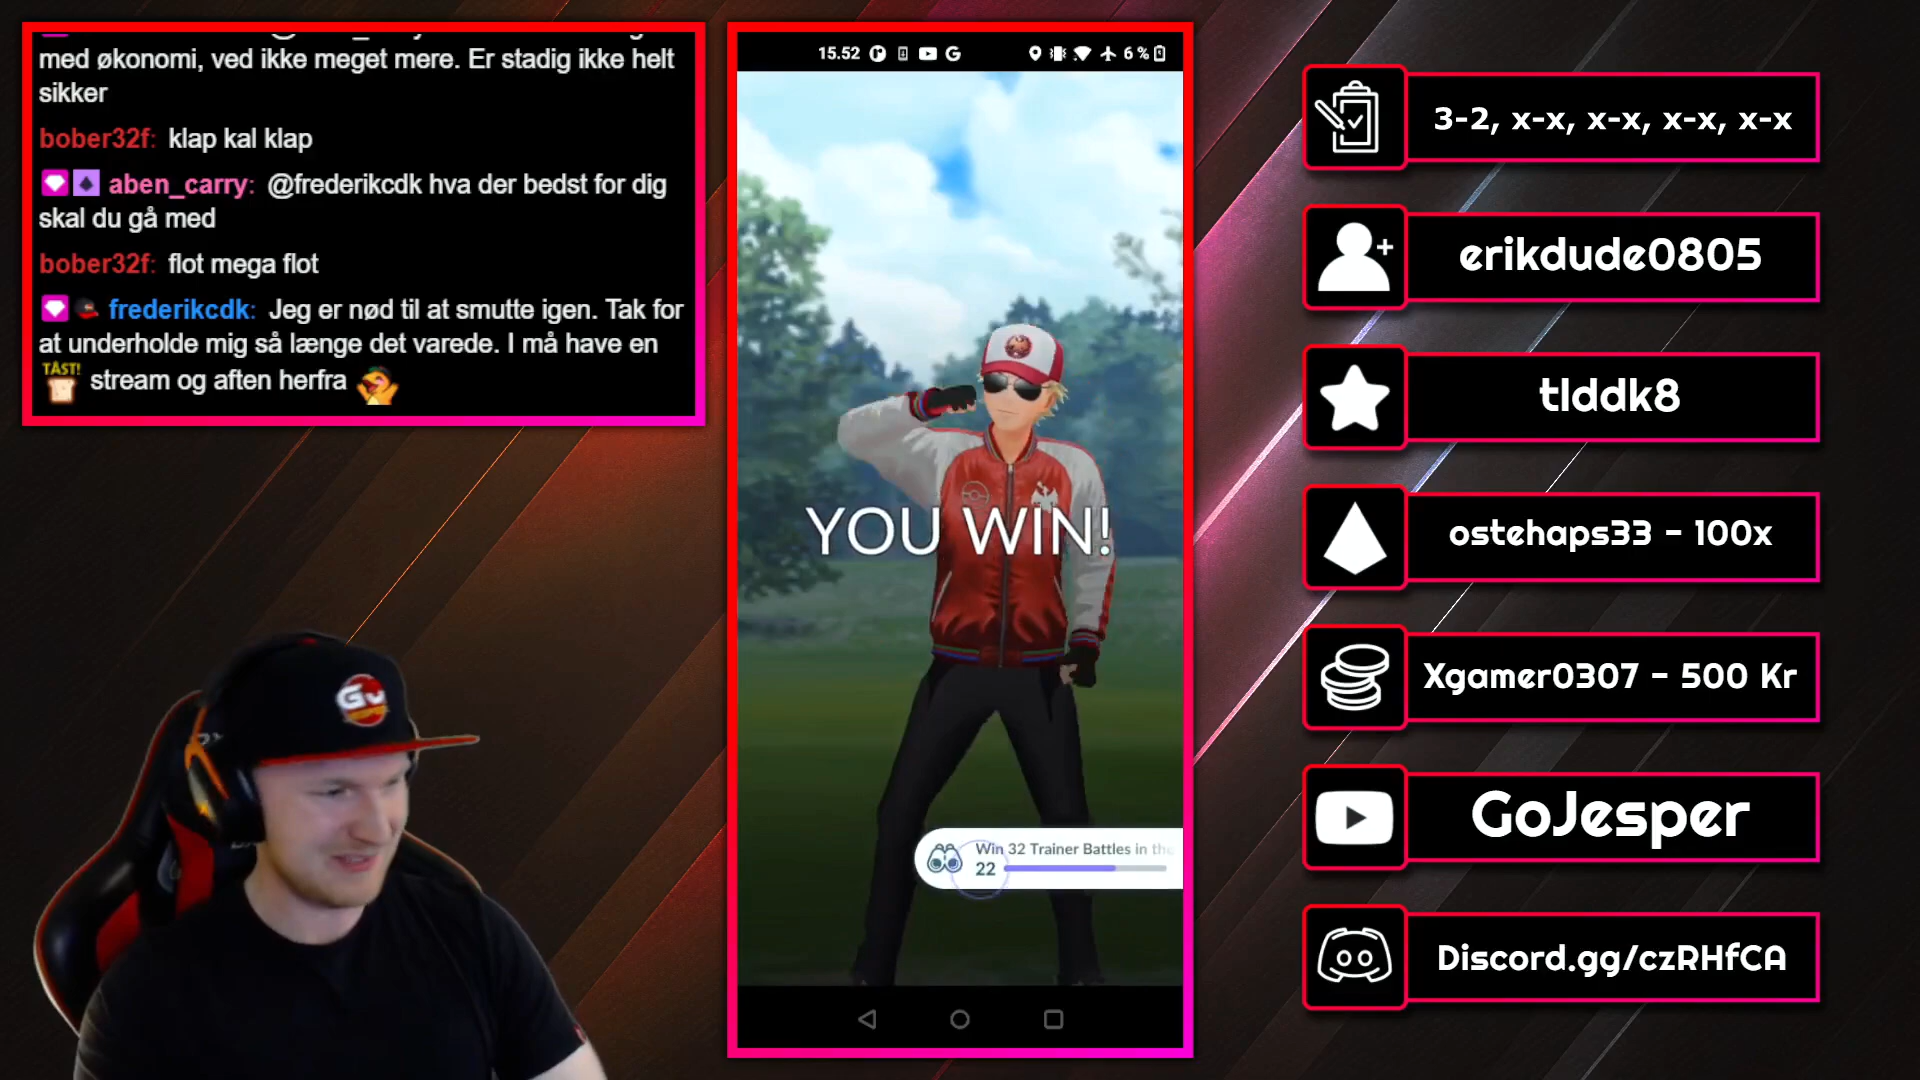 med økonomi, ved ikke meget mere. Er stadig ikke helt
sikker
bober32f: klap kal klap
aben_carry: @frederikcdk hva der bedst for dig
skal du gå med
bober32f: flot mega flot
frederikcdk: Jeg er nød til at smutte igen. Tak for
at underholde mig så længe det varede. I må have en
TÅST! stream og aften herfra
15.52 6 %
YOU WIN!
Win 32 Trainer Battles in the
22
3-2, x-x, x-x, x-x, x-x
erikdude0805
tlddk8
ostehaps33 - 100x
Xgamer0307 - 500 Kr
GoJesper
Discord.gg/czRHfCA